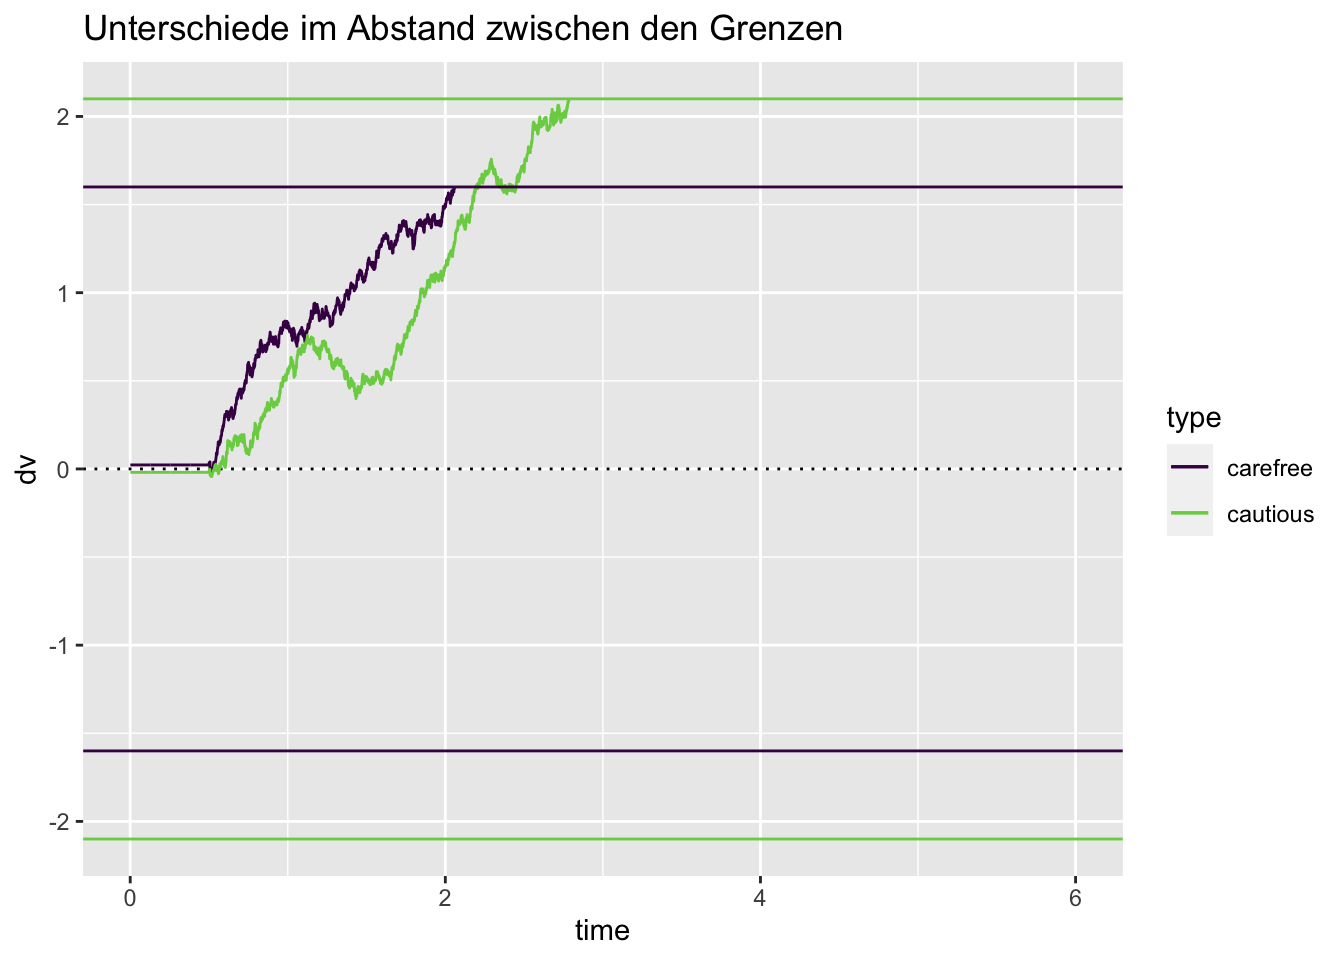 Unterschiede im Abstand zwischen den Grenzen
2
1
0
-1
-2
dv
0 2 4 6
time
type
carefree
cautious